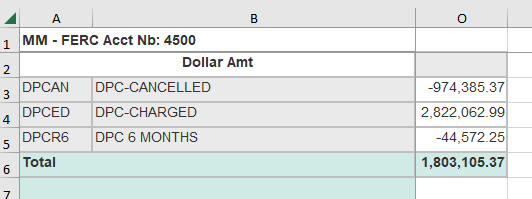 A B O
1 MM - FERC Acct Nb: 4500
2 Dollar Amt
3 DPCAN DPC-CANCELLED -974,385.37
4 DPCED DPC-CHARGED 2,822,062.99
5 DPCR6 DPC 6 MONTHS -44,572.25
6 Total 1,803,105.37
7